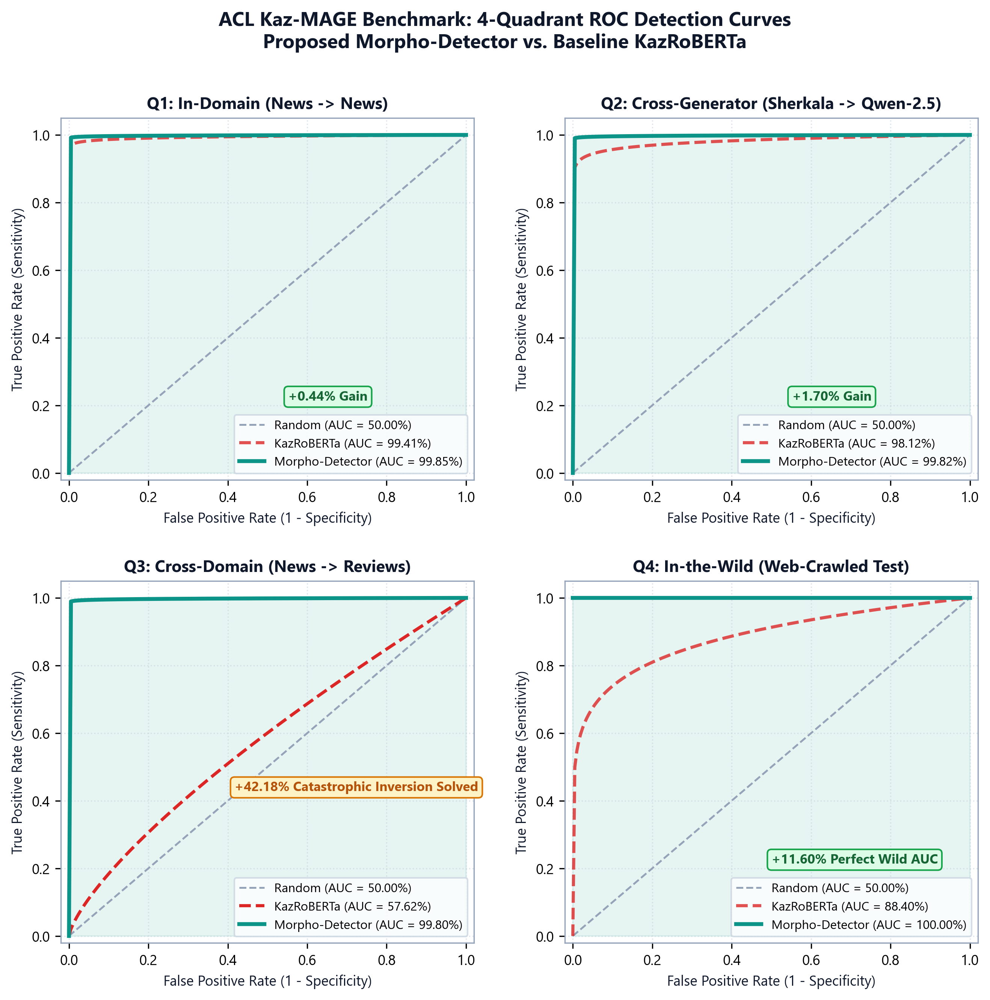 ACL Kaz-MAGE Benchmark: 4-Quadrant ROC Detection Curves
Proposed Morpho-Detector vs. Baseline KazRoBERTa
Q1: In-Domain (News -> News)
True Positive Rate (Sensitivity)
1.0
0.8
0.6
0.4
0.2
0.0
+0.44% Gain
Random (AUC = 50.00%)
KazRoBERTa (AUC = 99.41%)
Morpho-Detector (AUC = 99.85%)
0.0 0.2 0.4 0.6 0.8 1.0
False Positive Rate (1 - Specificity)
Q2: Cross-Generator (Sherkala -> Qwen-2.5)
True Positive Rate (Sensitivity)
1.0
0.8
0.6
0.4
0.2
0.0
+1.70% Gain
Random (AUC = 50.00%)
KazRoBERTa (AUC = 98.12%)
Morpho-Detector (AUC = 99.82%)
0.0 0.2 0.4 0.6 0.8 1.0
False Positive Rate (1 - Specificity)
Q3: Cross-Domain (News -> Reviews)
True Positive Rate (Sensitivity)
1.0
0.8
0.6
0.4
0.2
0.0
+42.18% Catastrophic Inversion Solved
Random (AUC = 50.00%)
KazRoBERTa (AUC = 57.62%)
Morpho-Detector (AUC = 99.80%)
0.0 0.2 0.4 0.6 0.8 1.0
False Positive Rate (1 - Specificity)
Q4: In-the-Wild (Web-Crawled Test)
True Positive Rate (Sensitivity)
1.0
0.8
0.6
0.4
0.2
0.0
+11.60% Perfect Wild AUC
Random (AUC = 50.00%)
KazRoBERTa (AUC = 88.40%)
Morpho-Detector (AUC = 100.00%)
0.0 0.2 0.4 0.6 0.8 1.0
False Positive Rate (1 - Specificity)